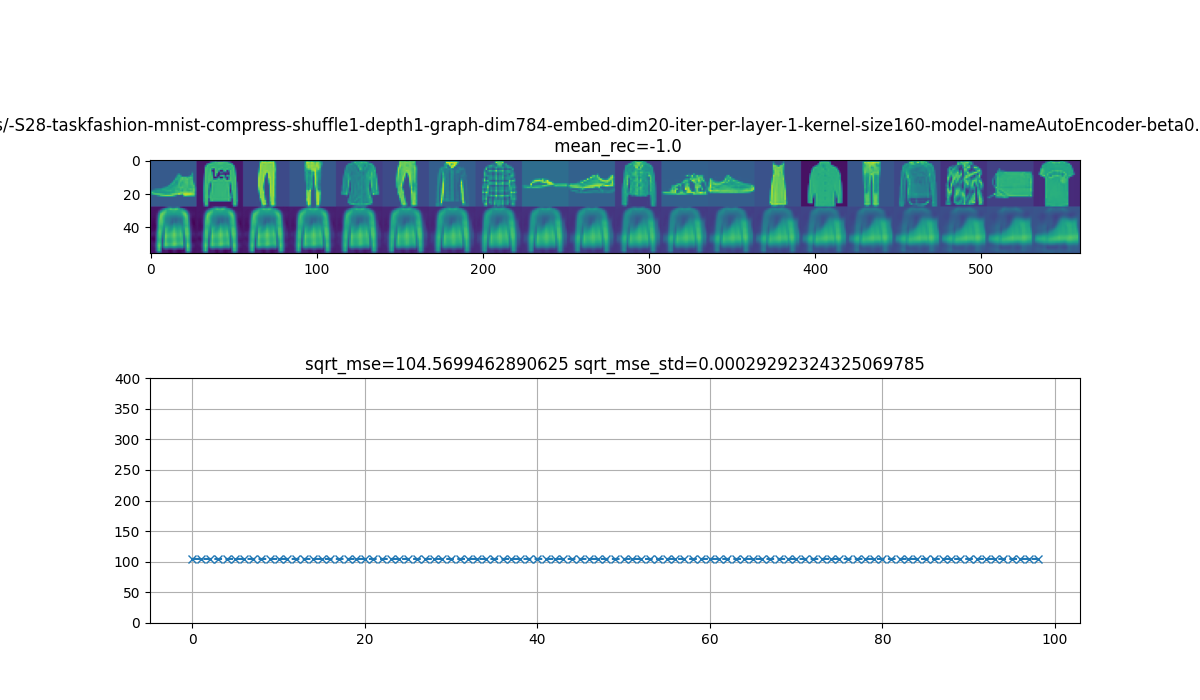 s/-S28-taskfashion-mnist-compress-shuffle1-depth1-graph-dim784-embed-dim20-iter-per-layer-1-kernel-size160-model-nameAutoEncoder-beta0.
mean_rec=-1.0
0
20
40
Lee
0 100 200 300 400 500
sqrt_mse=104.5699462890625 sqrt_mse_std=0.00029292324325069785
400
350
300
250
200
150
100
50
0
0 20 40 60 80 100